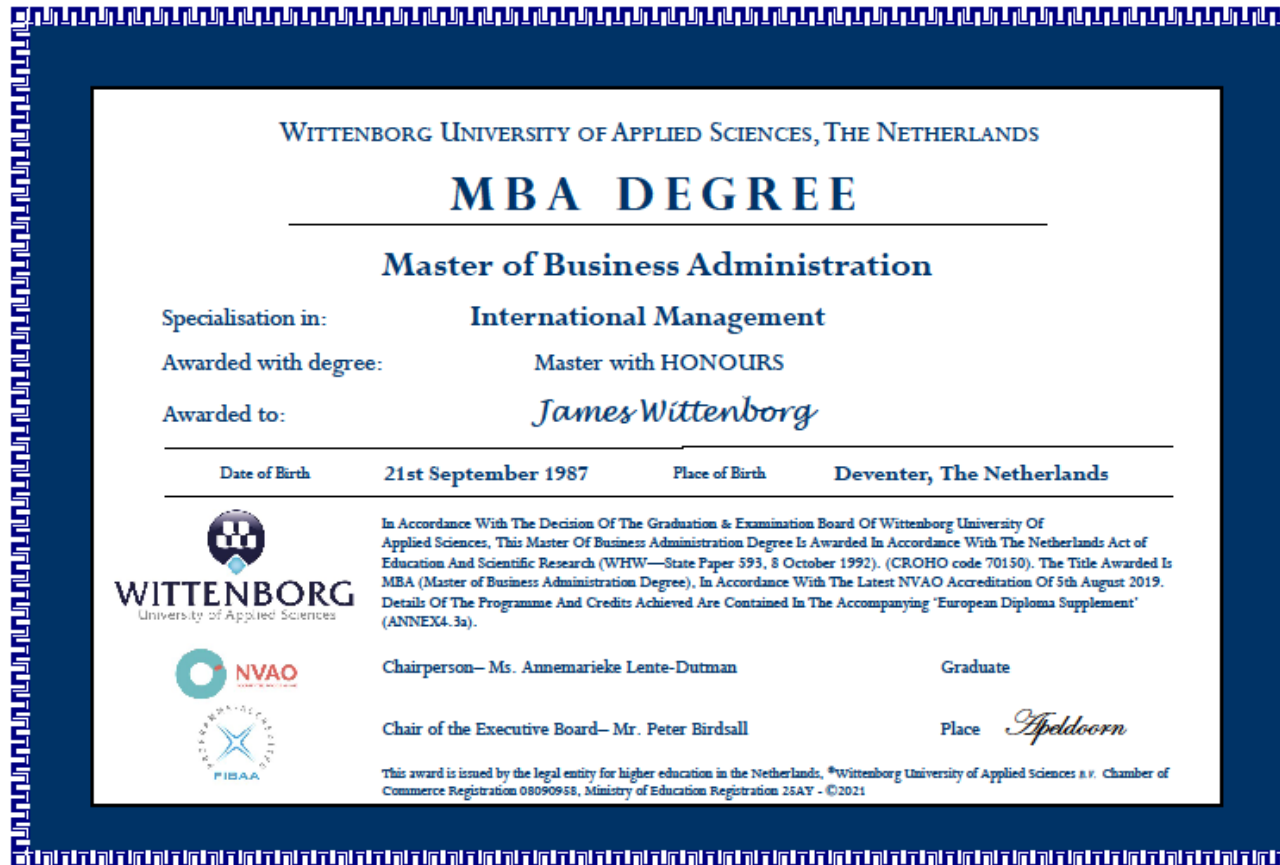 WITTENBORG UNIVERSITY OF APPLIED SCIENCES, THE NETHERLANDS
MBA DEGREE
Master of Business Administration
Specialisation in: International Management
Awarded with degree: Master with HONOURS
Awarded to: James Wittenborg
Date of Birth 21st September 1987 Place of Birth Deventer, The Netherlands
In Accordance With The Decision Of The Graduation & Examination Board Of Wittenborg University Of
Applied Sciences, This Master Of Business Administration Degree Is Awarded In Accordance With The Netherlands Act of
Education And Scientific Research (WHW—State Paper 593, 8 October 1992). (CROHO code 70150). The Title Awarded Is
MBA (Master of Business Administration Degree), In Accordance With The Latest NVAO Accreditation Of 5th August 2019.
Details Of The Programme And Credits Achieved Are Contained In The Accompanying 'European Diploma Supplement'
(ANNEX4.3a).
WITTENBORG
University of Applied Sciences
NVAO
Chairperson– Ms. Annemarieke Lente-Dutman Graduate
Chair of the Executive Board– Mr. Peter Birdsall Place Apeldoorn
FIBAA
This award is issued by the legal entity for higher education in the Netherlands, ®Wittenborg University of Applied Sciences B.V. Chamber of
Commerce Registration 08090958, Ministry of Education Registration 25AY - ©2021